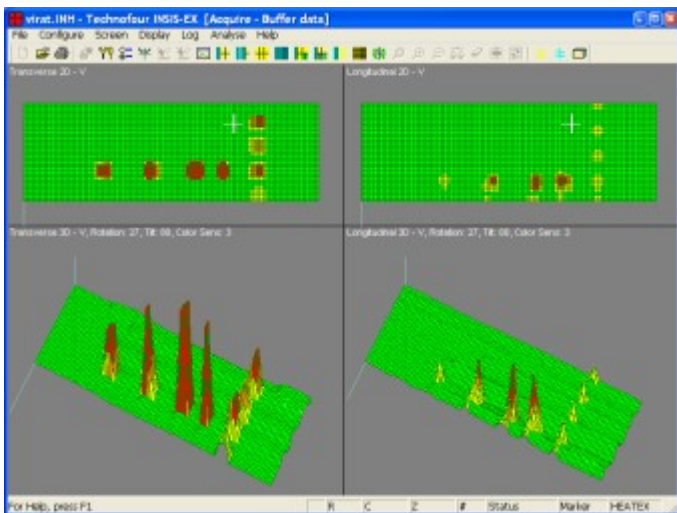 virat.INH - Technofour INSIS-EX [Acquire - Buffer data]
File Configure Screen Display Log Analyse Help
Transverse 2D - V
Longitudinal 2D - V
Transverse 3D - V, Rotation: 27, Tilt: 88, Color Sens: 3
Longitudinal 3D - V, Rotation: 27, Tilt: 88, Color Sens: 3
For Help, press F1
R C Z # Status Marker HEATEX